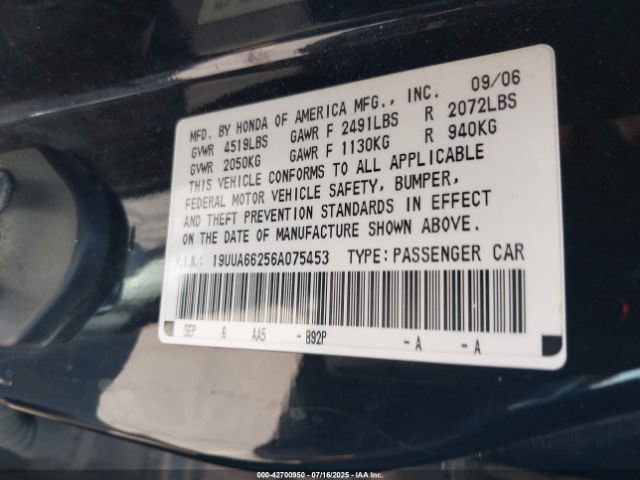 MFD. BY HONDA OF AMERICA MFG., INC. 09/06
GVWR 4519LBS GAWR F 2491LBS R 2072LBS
GVWR 2050KG GAWR F 1130KG R 940KG
THIS VEHICLE CONFORMS TO ALL APPLICABLE
FEDERAL MOTOR VEHICLE SAFETY, BUMPER,
AND THEFT PREVENTION STANDARDS IN EFFECT
ON THE DATE OF MANUFACTURE SHOWN ABOVE.
V.I.N.: 19UUA66256A075453 TYPE: PASSENGER CAR
SEP 6 AA5 - B92P - A - A
000-42700950 | 07/16/2025 | IAA Inc.